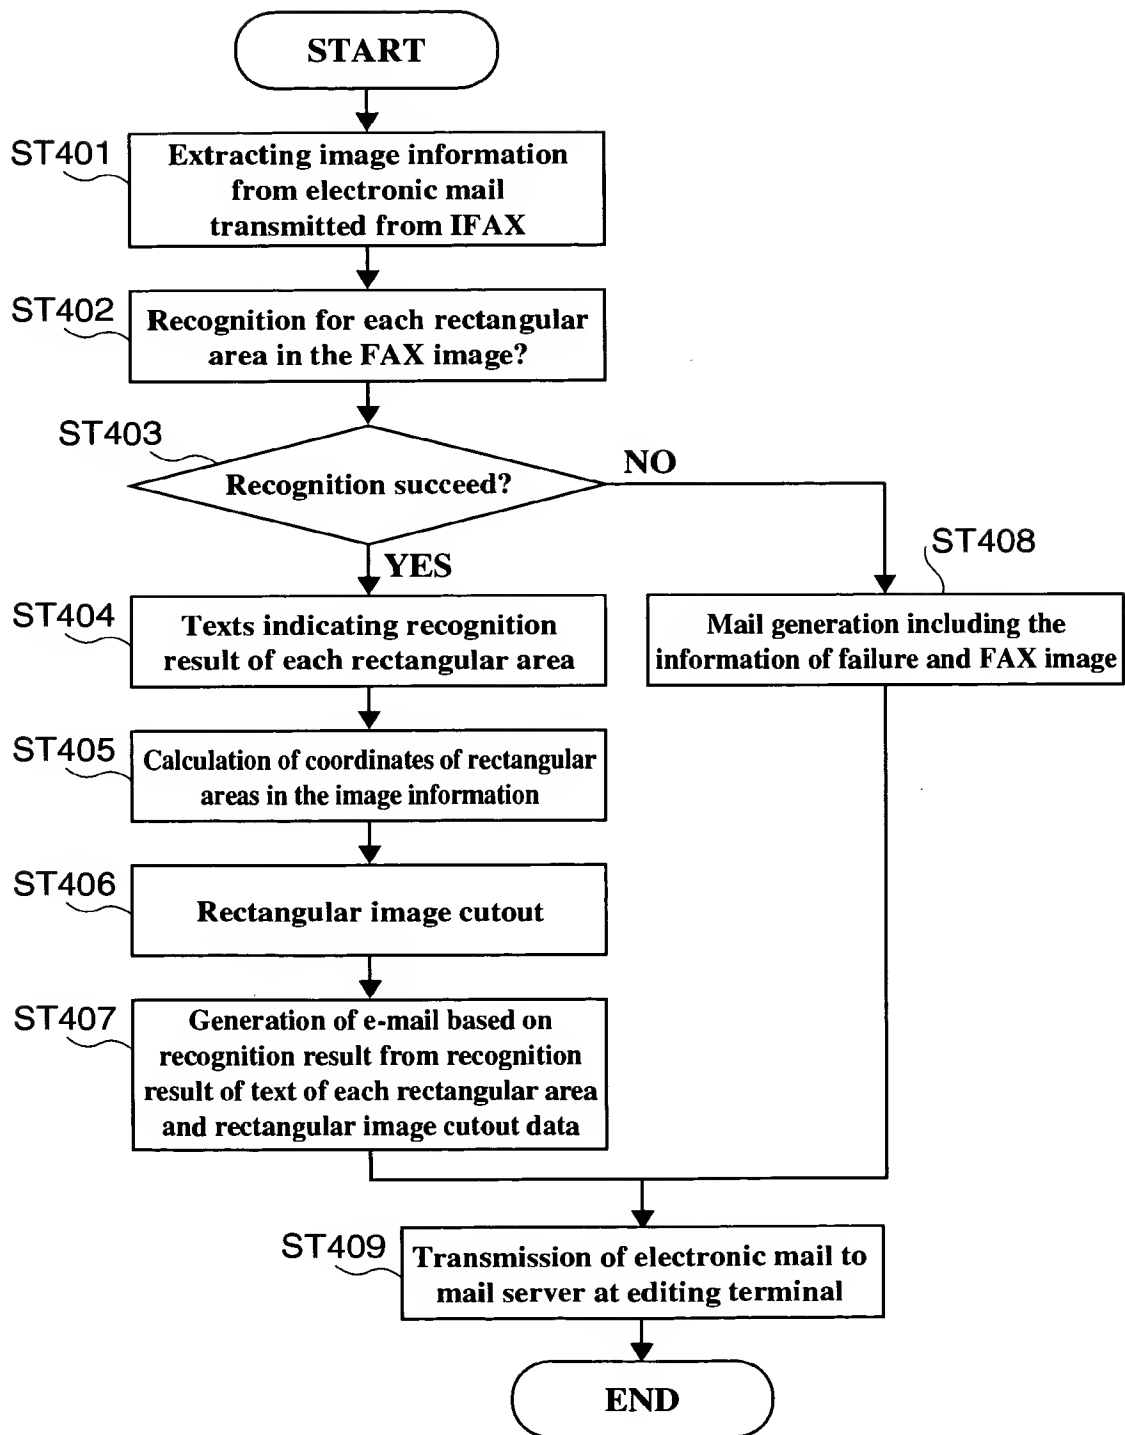 START
ST401
Extracting image information
from electronic mail
transmitted from IFAX
ST402
Recognition for each rectangular
area in the FAX image?
ST403
Recognition succeed?
NO
YES
ST408
Mail generation including the
information of failure and FAX image
ST404
Texts indicating recognition
result of each rectangular area
ST405
Calculation of coordinates of rectangular
areas in the image information
ST406
Rectangular image cutout
ST407
Generation of e-mail based on
recognition result from recognition
result of text of each rectangular area
and rectangular image cutout data
ST409
Transmission of electronic mail to
mail server at editing terminal
END